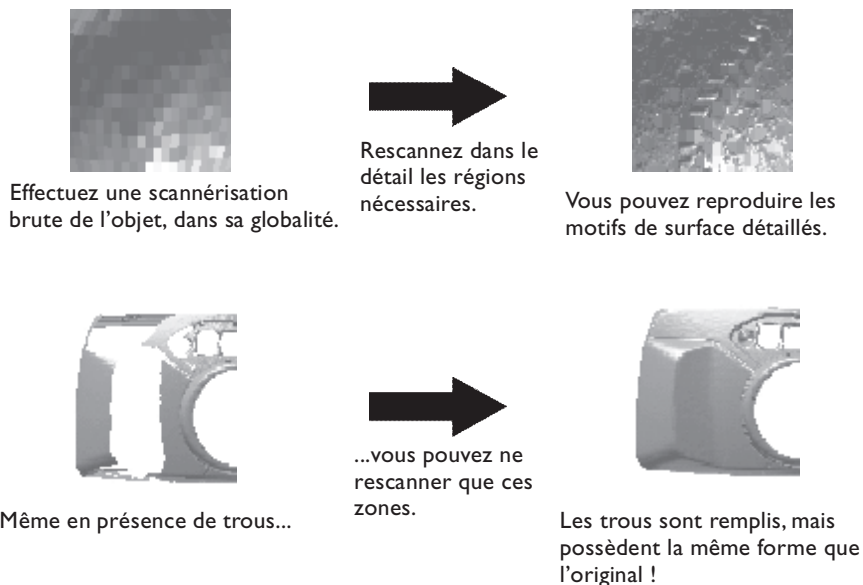 Effectuez une scannérisation
brute de l'objet, dans sa globalité.
Rescannez dans le
détail les régions
nécessaires.
Vous pouvez reproduire les
motifs de surface détaillés.
Même en présence de trous...
...vous pouvez ne
rescanner que ces
zones.
Les trous sont remplis, mais
possèdent la même forme que
l'original !